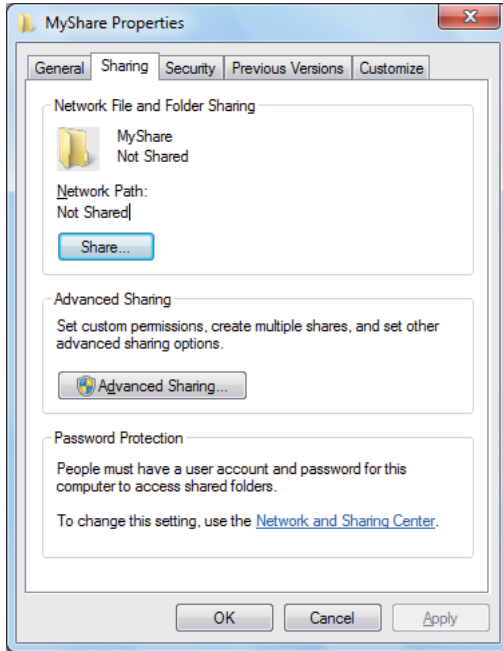 MyShare Properties
General Sharing Security Previous Versions Customize
Network File and Folder Sharing
MyShare
Not Shared
Network Path:
Not Shared
Share...
Advanced Sharing
Set custom permissions, create multiple shares, and set other
advanced sharing options.
Advanced Sharing...
Password Protection
People must have a user account and password for this
computer to access shared folders.
To change this setting, use the Network and Sharing Center.
OK Cancel Apply